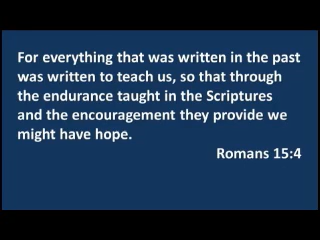 For everything that was written in the past
was written to teach us, so that through
the endurance taught in the Scriptures
and the encouragement they provide we
might have hope.
Romans 15:4